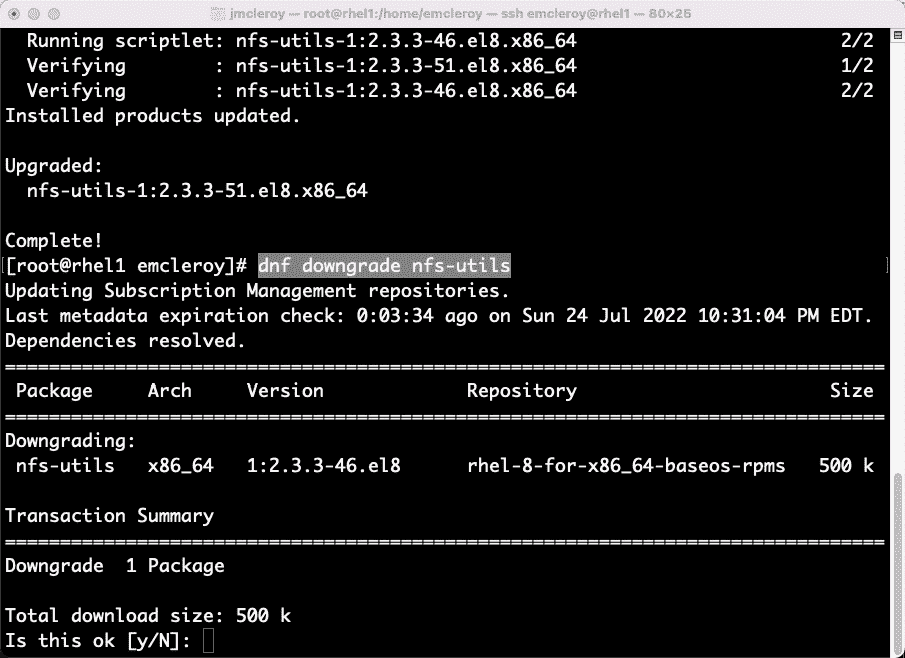 jmcleroy — root@rhel1:/home/emcleroy — ssh emcleroy@rhel1 — 80×25
Running scriptlet: nfs-utils-1:2.3.3-46.el8.x86_64 2/2
Verifying : nfs-utils-1:2.3.3-51.el8.x86_64 1/2
Verifying : nfs-utils-1:2.3.3-46.el8.x86_64 2/2
Installed products updated.
Upgraded:
nfs-utils-1:2.3.3-51.el8.x86_64
Complete!
[root@rhel1 emcleroy]# dnf downgrade nfs-utils
Updating Subscription Management repositories.
Last metadata expiration check: 0:03:34 ago on Sun 24 Jul 2022 10:31:04 PM EDT.
Dependencies resolved.
================================================================================
Package Arch Version Repository Size
================================================================================
Downgrading:
nfs-utils x86_64 1:2.3.3-46.el8 rhel-8-for-x86_64-baseos-rpms 500 k
Transaction Summary
================================================================================
Downgrade 1 Package
Total download size: 500 k
Is this ok [y/N]: